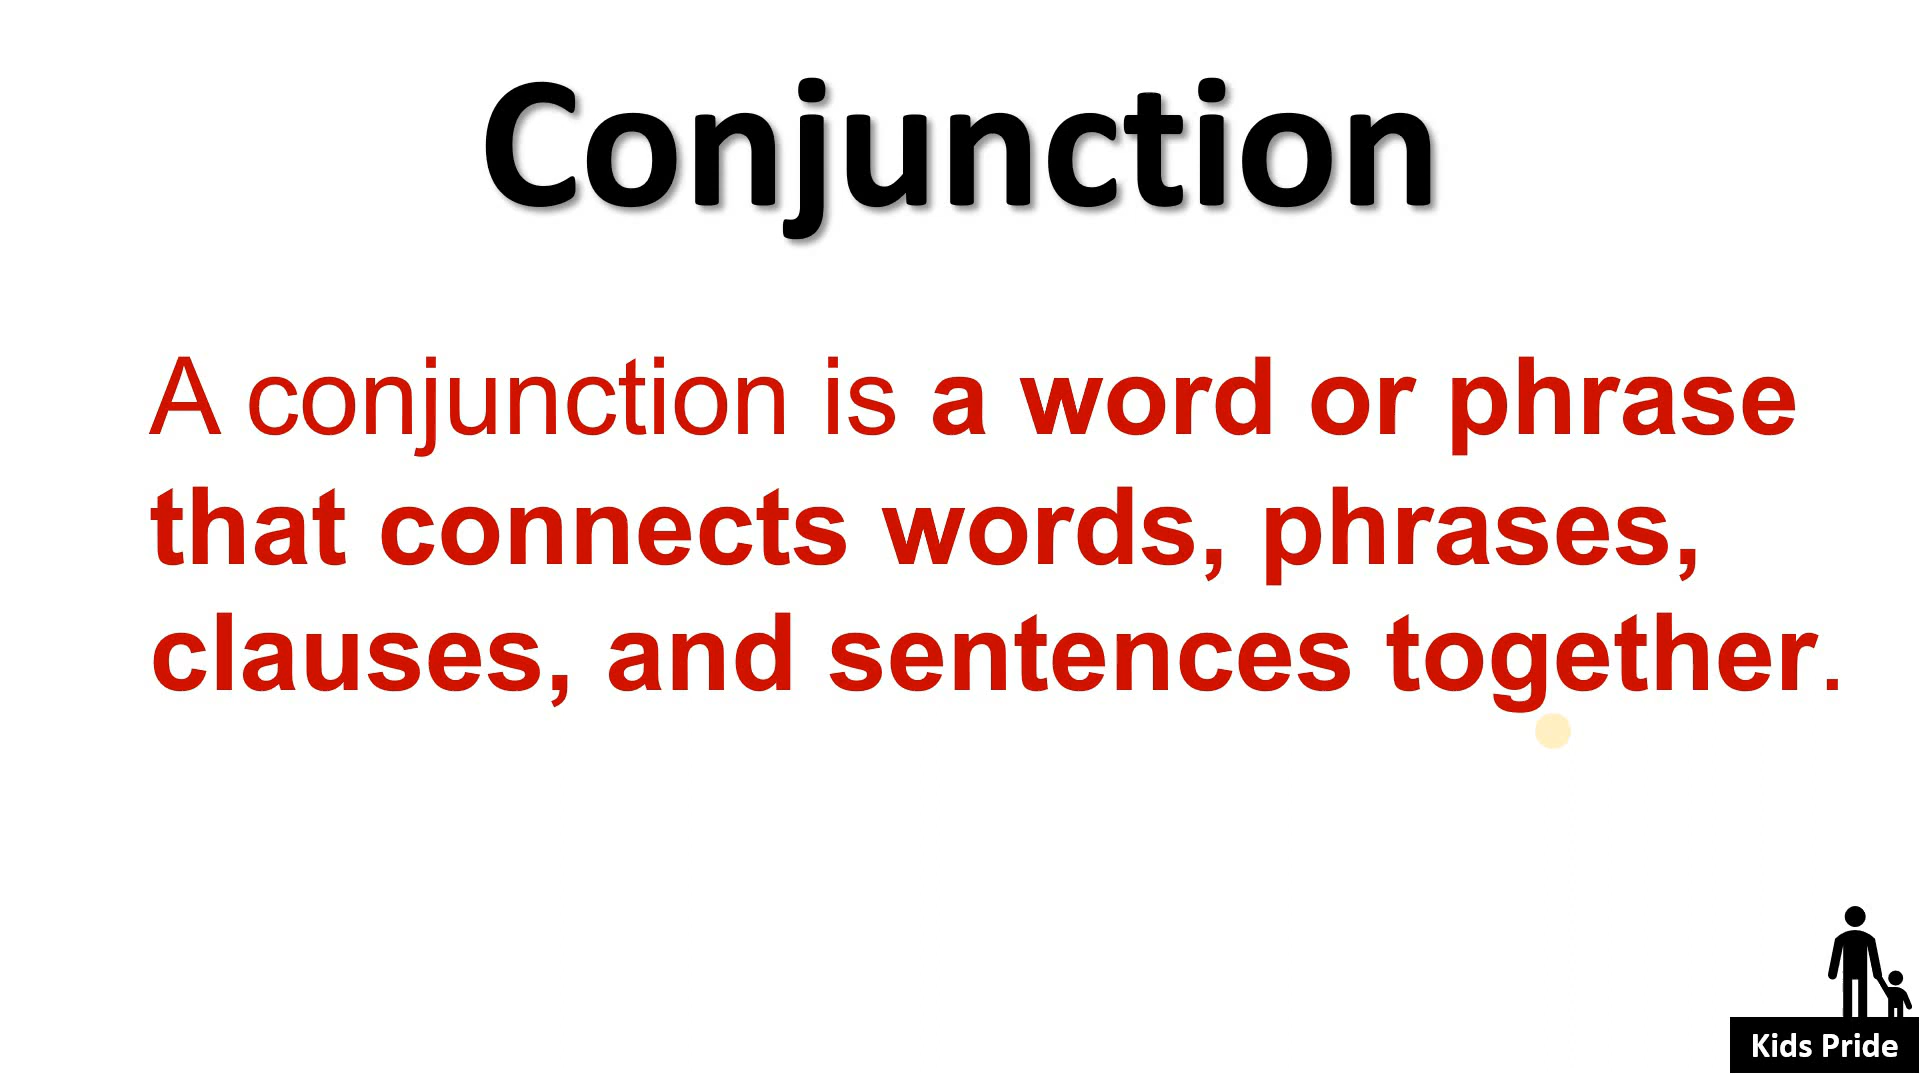 Conjunction
A conjunction is a word or phrase
that connects words, phrases,
clauses, and sentences together.
Kids Pride